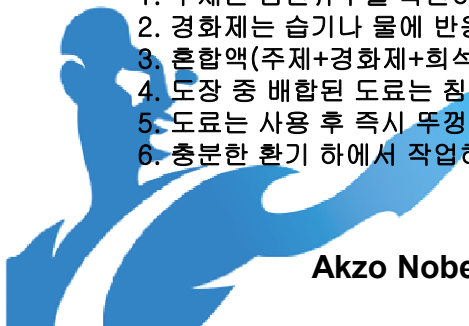 2. 경화제는 습기나 물에 반응
3. 혼합액(주제+경화제+희석
4. 도장 중 배합된 도료는 침
5. 도료는 사용 후 즉시 뚜껑
6. 충분한 환기 하에서 작업하
Akzo Nobe